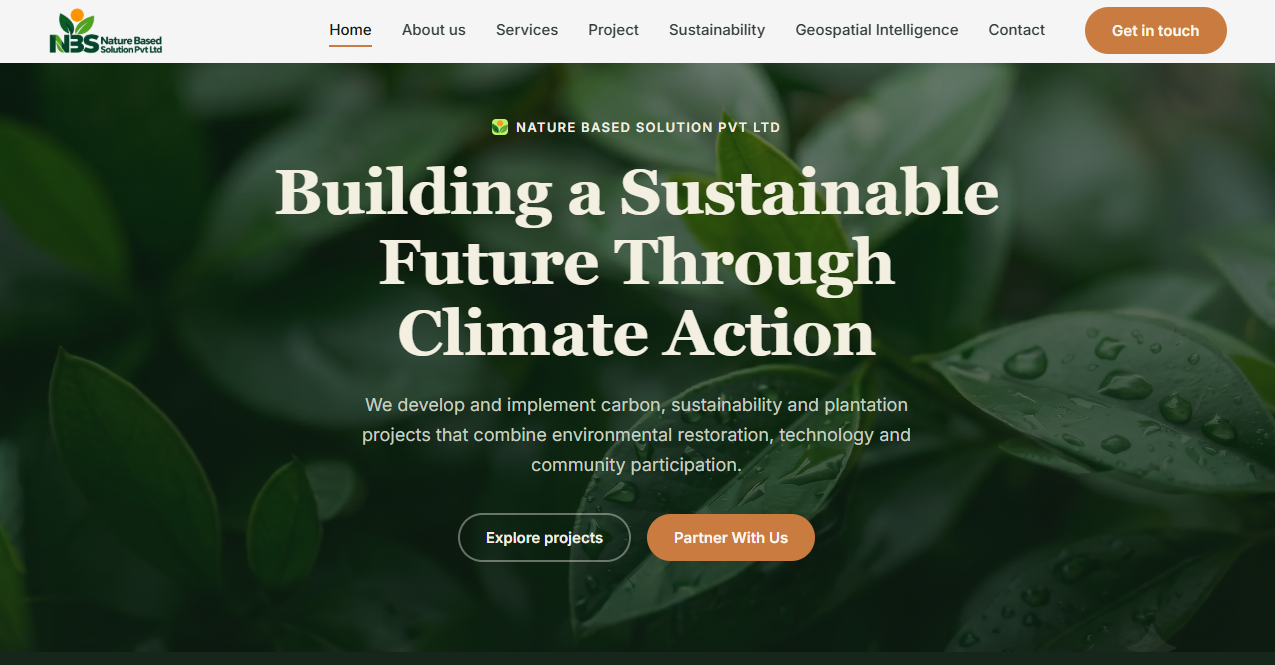 NBS Nature Based
Solution Pvt Ltd
Home About us Services Project Sustainability Geospatial Intelligence Contact Get in touch
NATURE BASED SOLUTION PVT LTD
Building a Sustainable
Future Through
Climate Action
We develop and implement carbon, sustainability and plantation
projects that combine environmental restoration, technology and
community participation.
Explore projects Partner With Us